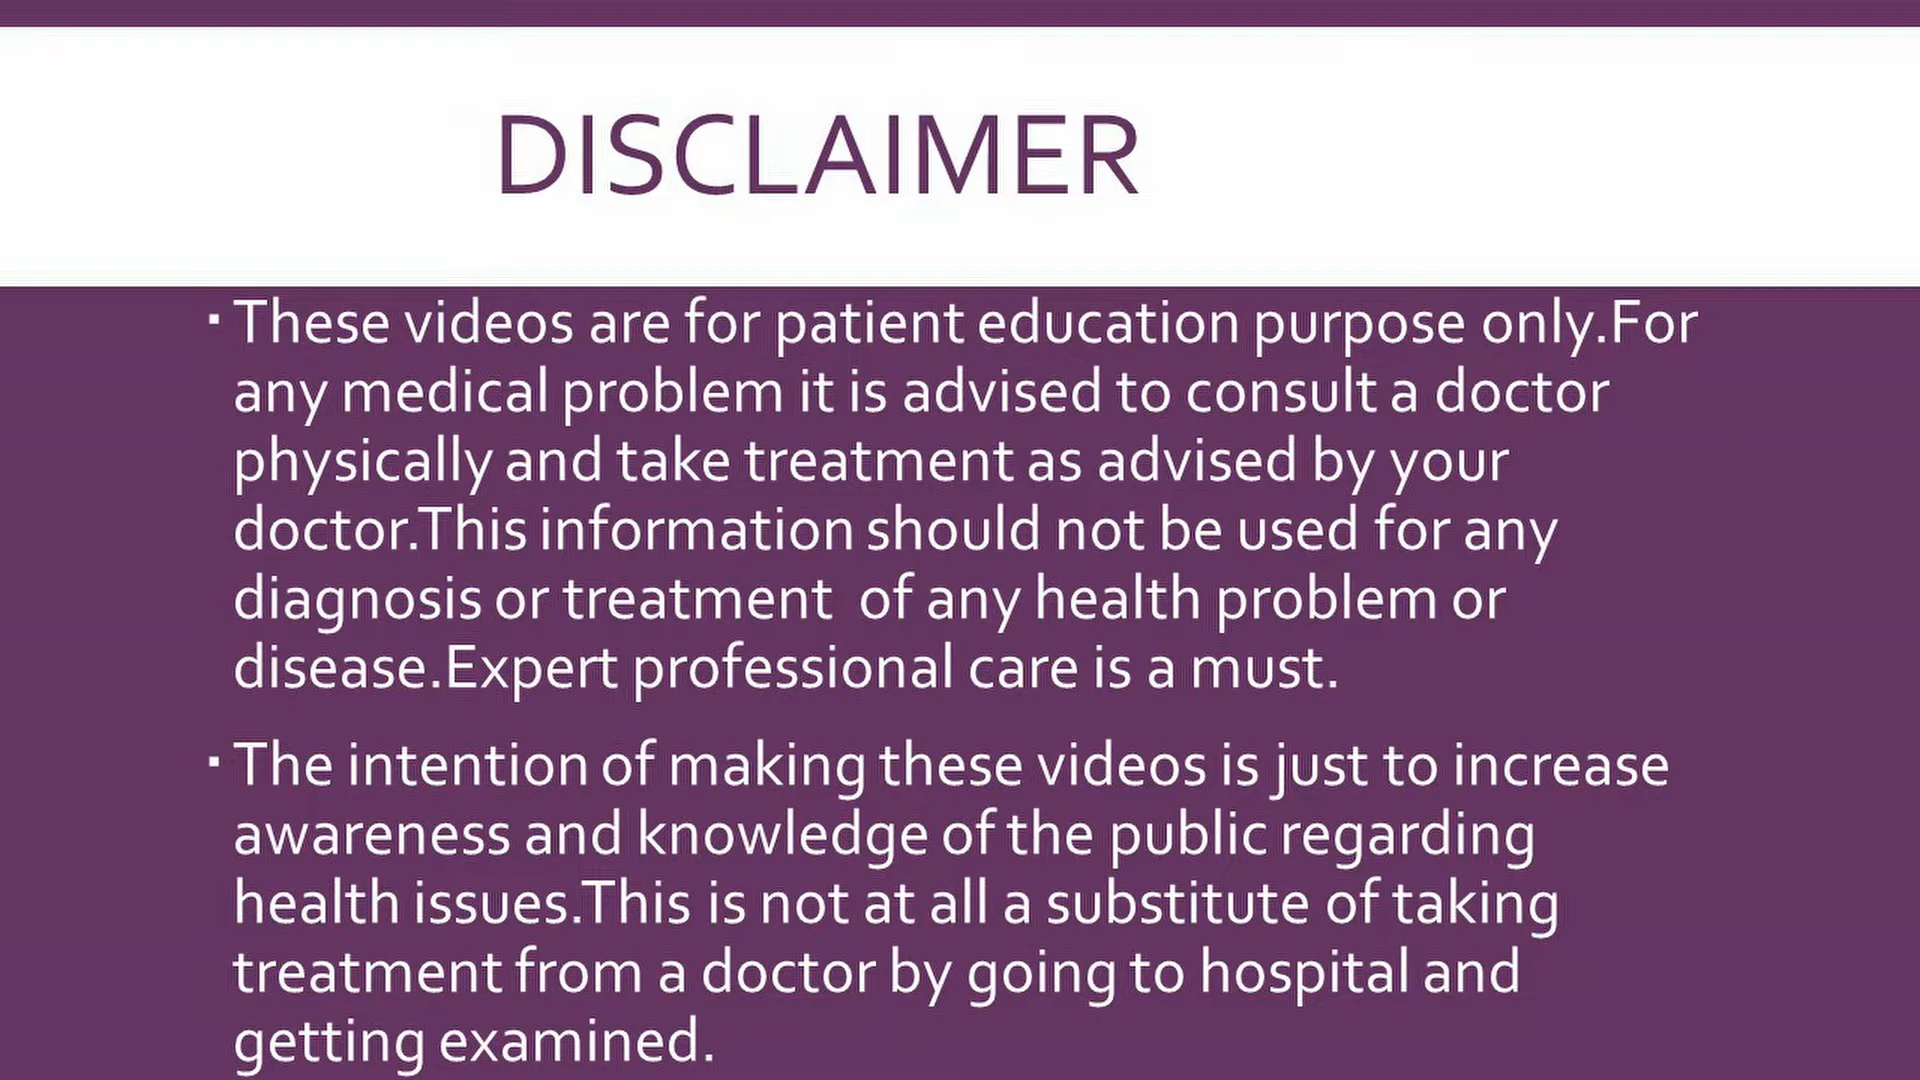 DISCLAIMER
▪ These videos are for patient education purpose only.For
any medical problem it is advised to consult a doctor
physically and take treatment as advised by your
doctor.This information should not be used for any
diagnosis or treatment  of any health problem or
disease.Expert professional care is a must.
▪ The intention of making these videos is just to increase
awareness and knowledge of the public regarding
health issues.This is not at all a substitute of taking
treatment from a doctor by going to hospital and
getting examined.